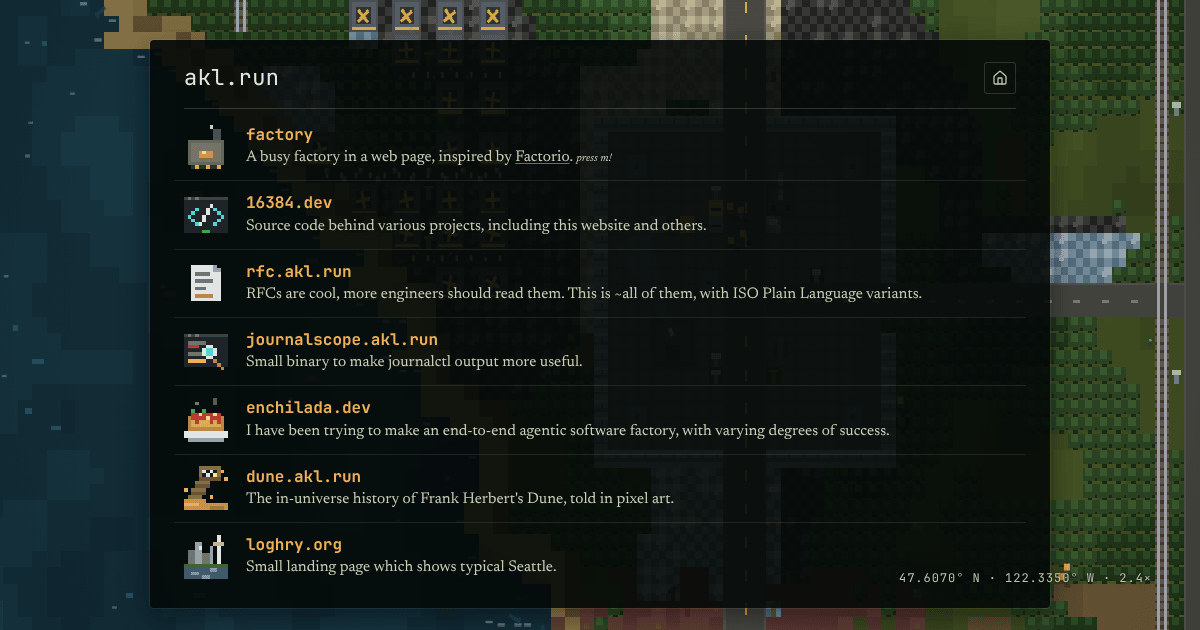 akl.run
factory
A busy factory in a web page, inspired by Factorio. press m!
16384.dev
Source code behind various projects, including this website and others.
rfc.akl.run
RFCs are cool, more engineers should read them. This is ~all of them, with ISO Plain Language variants.
journalscope.akl.run
Small binary to make journalctl output more useful.
enchilada.dev
I have been trying to make an end-to-end agentic software factory, with varying degrees of success.
dune.akl.run
The in-universe history of Frank Herbert's Dune, told in pixel art.
loghry.org
Small landing page which shows typical Seattle.
47.6070° N · 122.3350° W · 2.4×